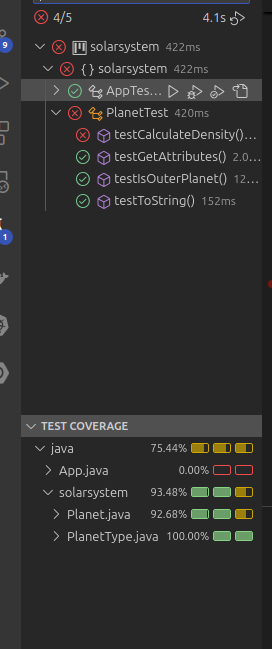 4/5 4.1s
9
solarsystem 422ms
{ } solarsystem 422ms
AppTes...
PlanetTest 420ms
testCalculateDensity()...
testGetAttributes() 2.0...
1
testIsOuterPlanet() 12...
testToString() 152ms
TEST COVERAGE
java 75.44%
App.java 0.00%
solarsystem 93.48%
Planet.java 92.68%
PlanetType.java 100.00%